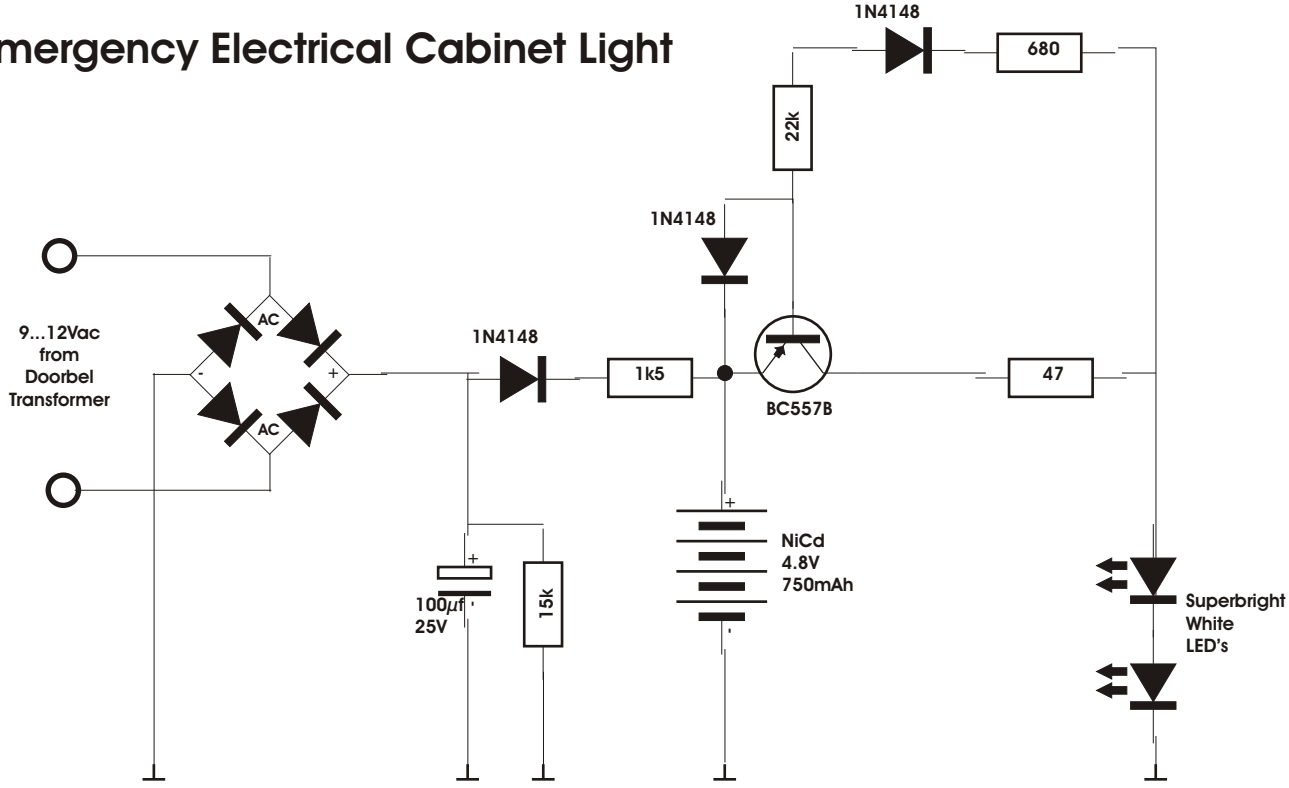 mergency Electrical Cabinet Light
1N4148
680
22k
1N4148
9...12Vac
from
Doorbel
Transformer
AC
-
+
AC
1N4148
1k5
BC557B
47
+
NiCd
4.8V
750mAh
-
+
100µf
25V
-
15k
Superbright
White
LED's